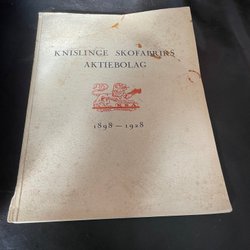 KNISLINGE SKOFABRIKS
AKTIEBOLAG
1898—1928